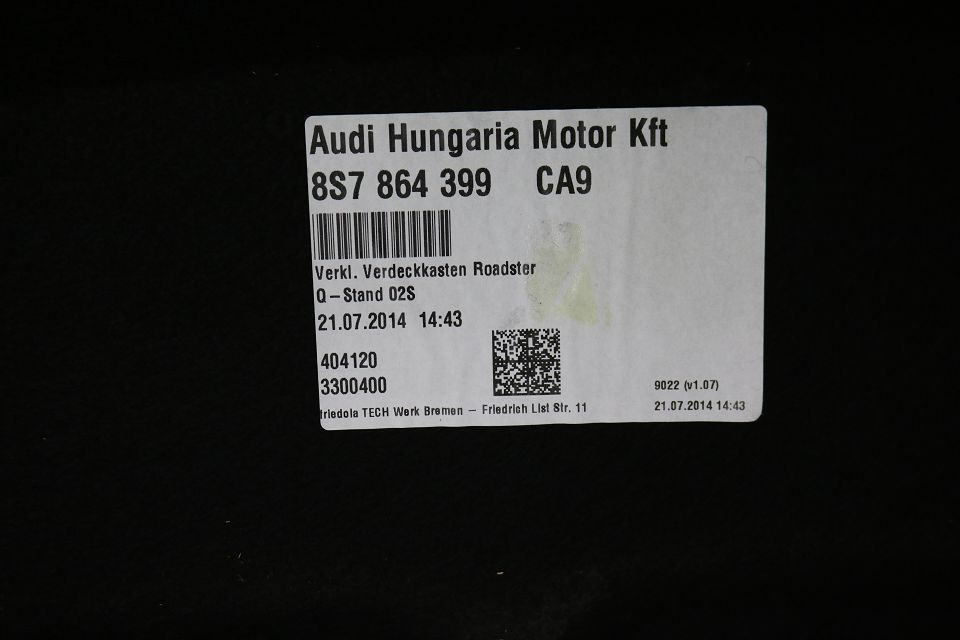 Audi Hungaria Motor Kft
8S7 864 399 CA9
Verkl. Verdeckkasten Roadster
Q-Stand 02S
21.07.2014 14:43
404120
3300400
9022 (v1.07)
friedola TECH Werk Bremen - Friedrich List Str. 11
21.07.2014 14:43